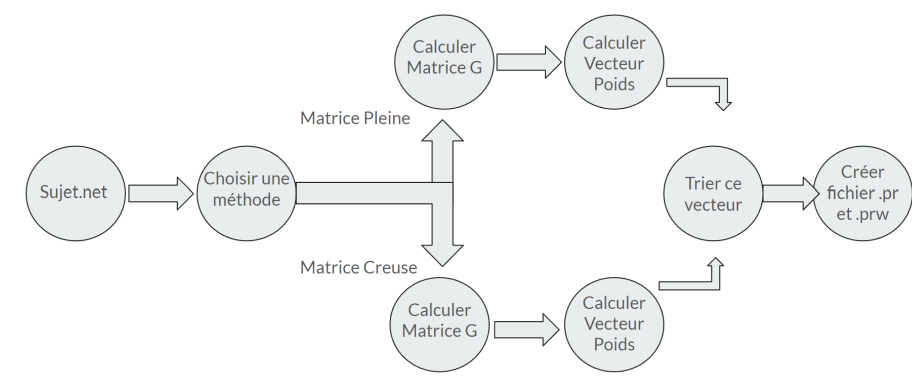 Sujet.net
Choisir une
méthode
Matrice Pleine
Calculer
Matrice G
Calculer
Vecteur
Poids
Matrice Creuse
Calculer
Matrice G
Calculer
Vecteur
Poids
Trier ce
vecteur
Créer
fichier .pr
et .prw